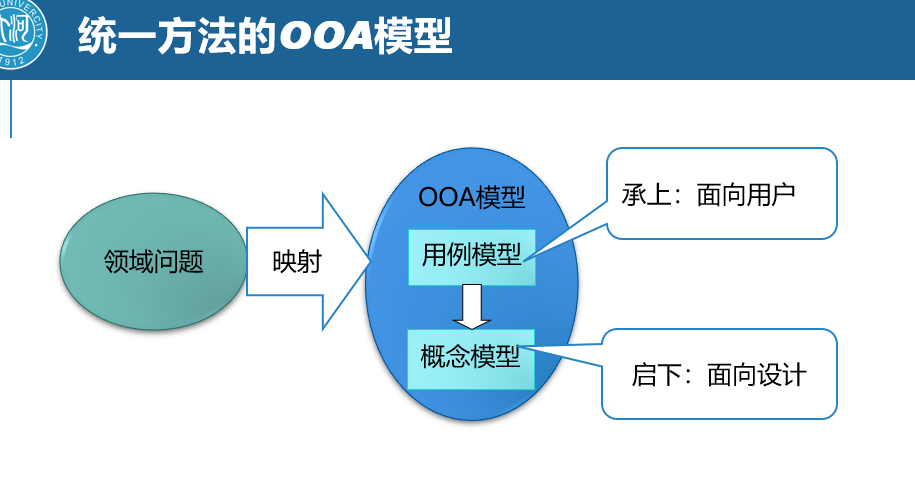 统一方法的OOA模型
UNIVERCITY
1912
OOA模型
承上：面向用户
领域问题
映射
用例模型
概念模型
启下：面向设计